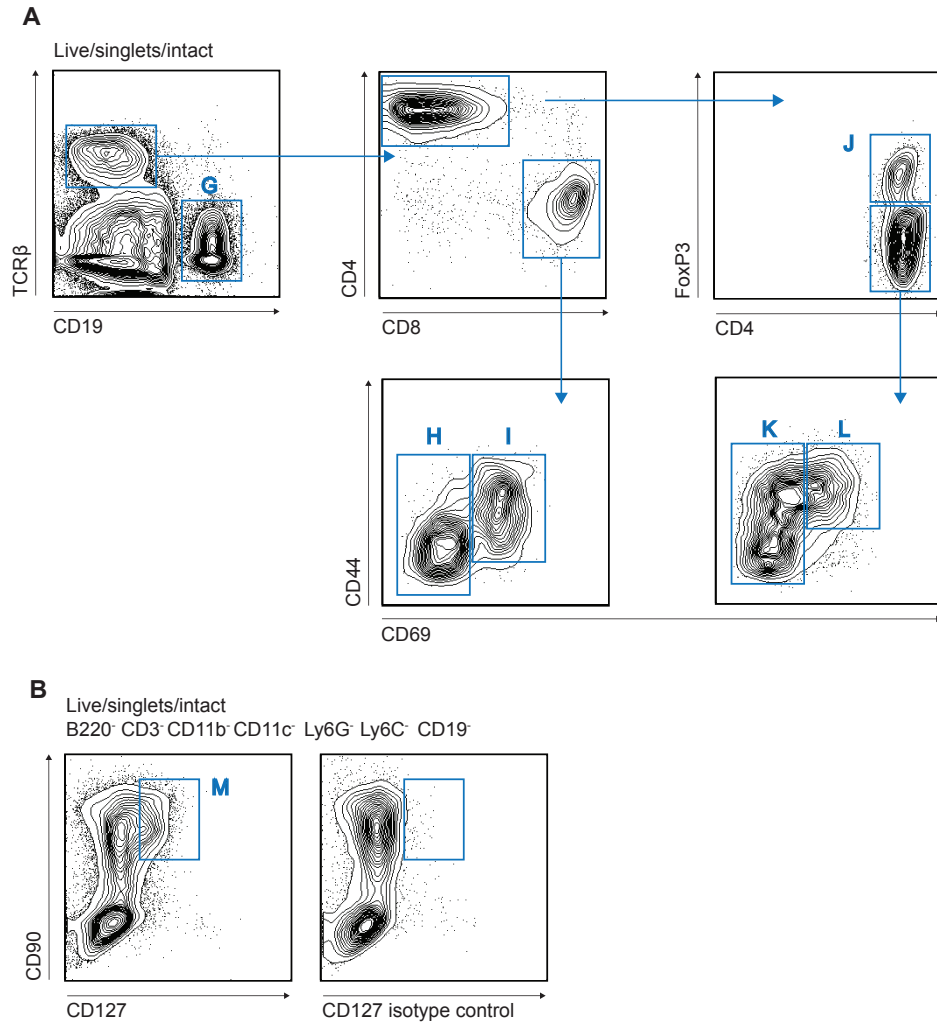 A
Live/singlets/intact
G
TCRβ
CD19
CD4
CD8
J
FoxP3
CD4
H I
CD44
K L
CD69
B
Live/singlets/intact
B220⁻ CD3⁻ CD11b⁻ CD11c⁻ Ly6G⁻ Ly6C⁻ CD19⁻
M
CD90
CD127
CD127 isotype control